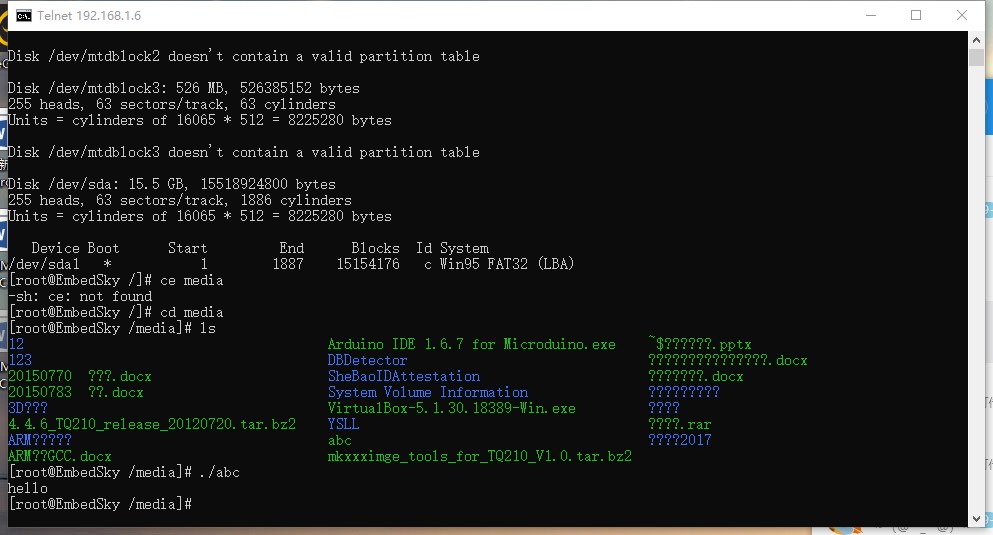 Telnet 192.168.1.6
Disk /dev/mtdblock2 doesn't contain a valid partition table
Disk /dev/mtdblock3: 526 MB, 526385152 bytes
255 heads, 63 sectors/track, 63 cylinders
Units = cylinders of 16065 * 512 = 8225280 bytes
Disk /dev/mtdblock3 doesn't contain a valid partition table
Disk /dev/sda: 15.5 GB, 15518924800 bytes
255 heads, 63 sectors/track, 1886 cylinders
Units = cylinders of 16065 * 512 = 8225280 bytes
Device Boot Start End Blocks Id System
/dev/sda1 * 1 1887 15154176 c Win95 FAT32 (LBA)
[root@EmbedSky /]# ce media
-sh: ce: not found
[root@EmbedSky /]# cd media
[root@EmbedSky /media]# ls
12 Arduino IDE 1.6.7 for Microduino.exe ~$??????.pptx
123 DBDetector ???????????????.docx
20150770 ???.docx SheBaoIDAttestation ???????.docx
20150783 ??.docx System Volume Information ?????????
3D??? VirtualBox-5.1.30.18389-Win.exe ????
4.4.6_TQ210_release_20120720.tar.bz2 YSLL ????.rar
ARM????? abc ????2017
ARM??GCC.docx mkxxximge_tools_for_TQ210_V1.0.tar.bz2
[root@EmbedSky /media]# ./abc
hello
[root@EmbedSky /media]#